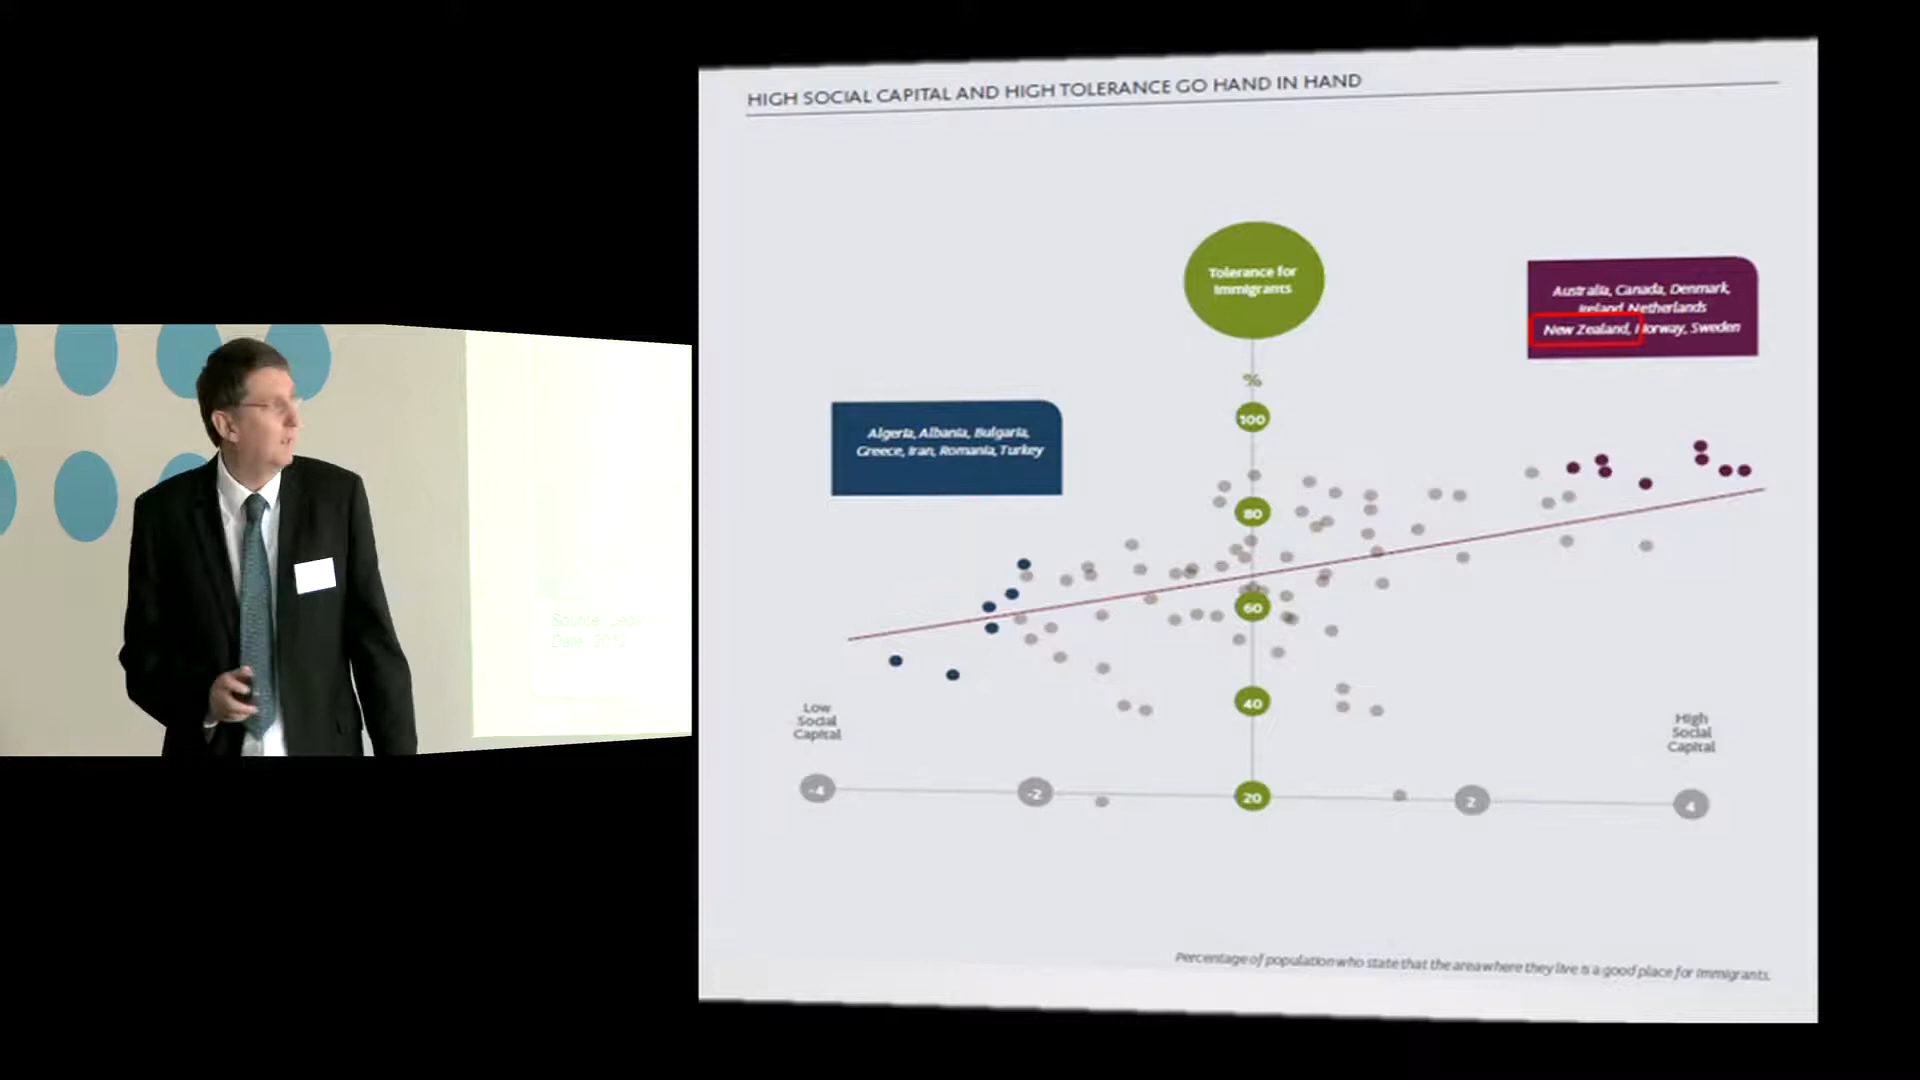 HIGH SOCIAL CAPITAL AND HIGH TOLERANCE GO HAND IN HAND
Tolerance for
Immigrants
Australia, Canada, Denmark,
Ireland, Netherlands
New Zealand, Norway, Sweden
%
100
Algeria, Albania, Bulgaria,
Greece, Iran, Romania, Turkey
80
60
40
Low
Social
Capital
High
Social
Capital
-4
-2
20
2
4
Percentage of population who state that the area where they live is a good place for immigrants.
Source
Date